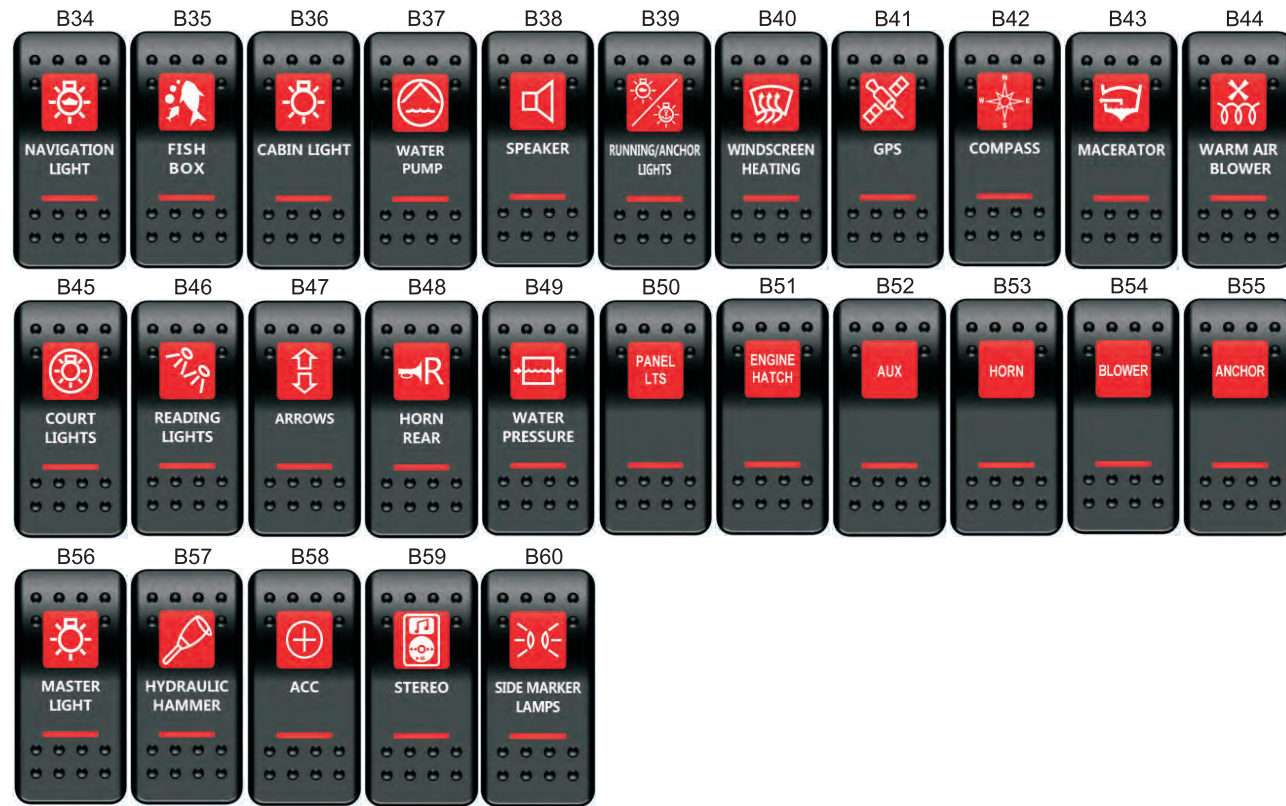 B34 B35 B36 B37 B38 B39 B40 B41 B42 B43 B44
NAVIGATION
LIGHT
FISH
BOX
CABIN LIGHT
WATER
PUMP
SPEAKER
RUNNING/ANCHOR
LIGHTS
WINDSCREEN
HEATING
GPS
N
W E
S
COMPASS
MACERATOR
WARM AIR
BLOWER
B45 B46 B47 B48 B49 B50 B51 B52 B53 B54 B55
COURT
LIGHTS
READING
LIGHTS
ARROWS
R
HORN
REAR
WATER
PRESSURE
PANEL
LTS
ENGINE
HATCH
AUX
HORN
BLOWER
ANCHOR
B56 B57 B58 B59 B60
MASTER
LIGHT
HYDRAULIC
HAMMER
ACC
STEREO
SIDE MARKER
LAMPS